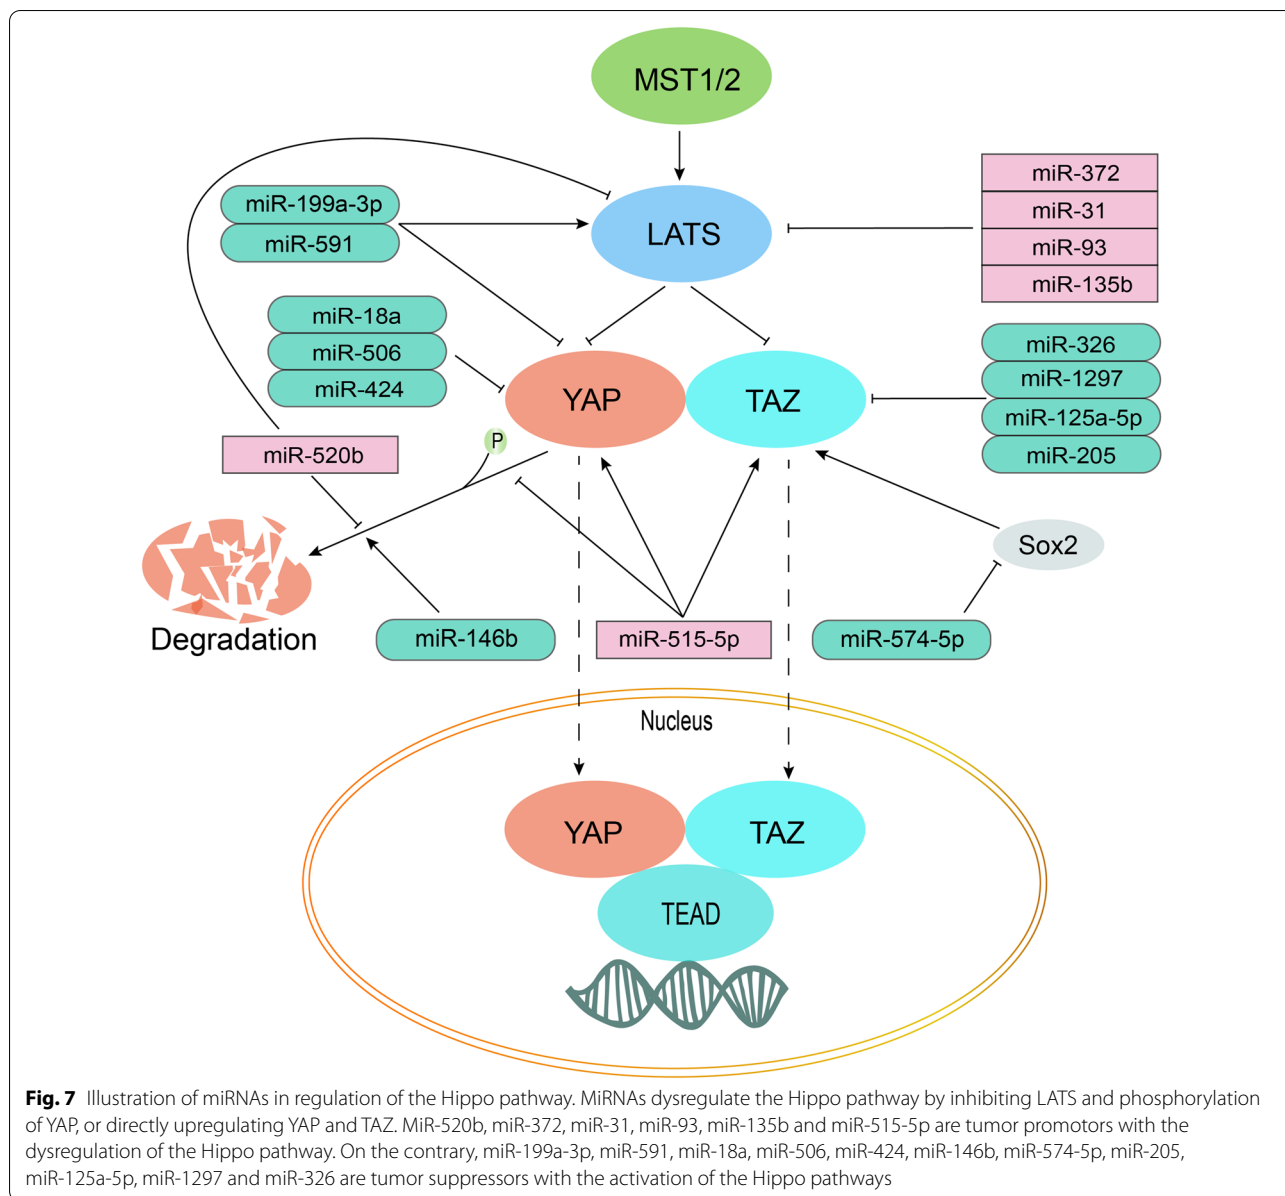 MST1/2
LATS
miR-199a-3p
miR-591
miR-372
miR-31
miR-93
miR-135b
miR-18a
miR-506
miR-424
YAP
TAZ
miR-326
miR-1297
miR-125a-5p
miR-205
miR-520b
P
Sox2
Degradation
miR-146b
miR-515-5p
miR-574-5p
Nucleus
YAP
TAZ
TEAD
Fig. 7 Illustration of miRNAs in regulation of the Hippo pathway. MiRNAs dysregulate the Hippo pathway by inhibiting LATS and phosphorylation
of YAP, or directly upregulating YAP and TAZ. MiR-520b, miR-372, miR-31, miR-93, miR-135b and miR-515-5p are tumor promotors with the
dysregulation of the Hippo pathway. On the contrary, miR-199a-3p, miR-591, miR-18a, miR-506, miR-424, miR-146b, miR-574-5p, miR-205,
miR-125a-5p, miR-1297 and miR-326 are tumor suppressors with the activation of the Hippo pathways